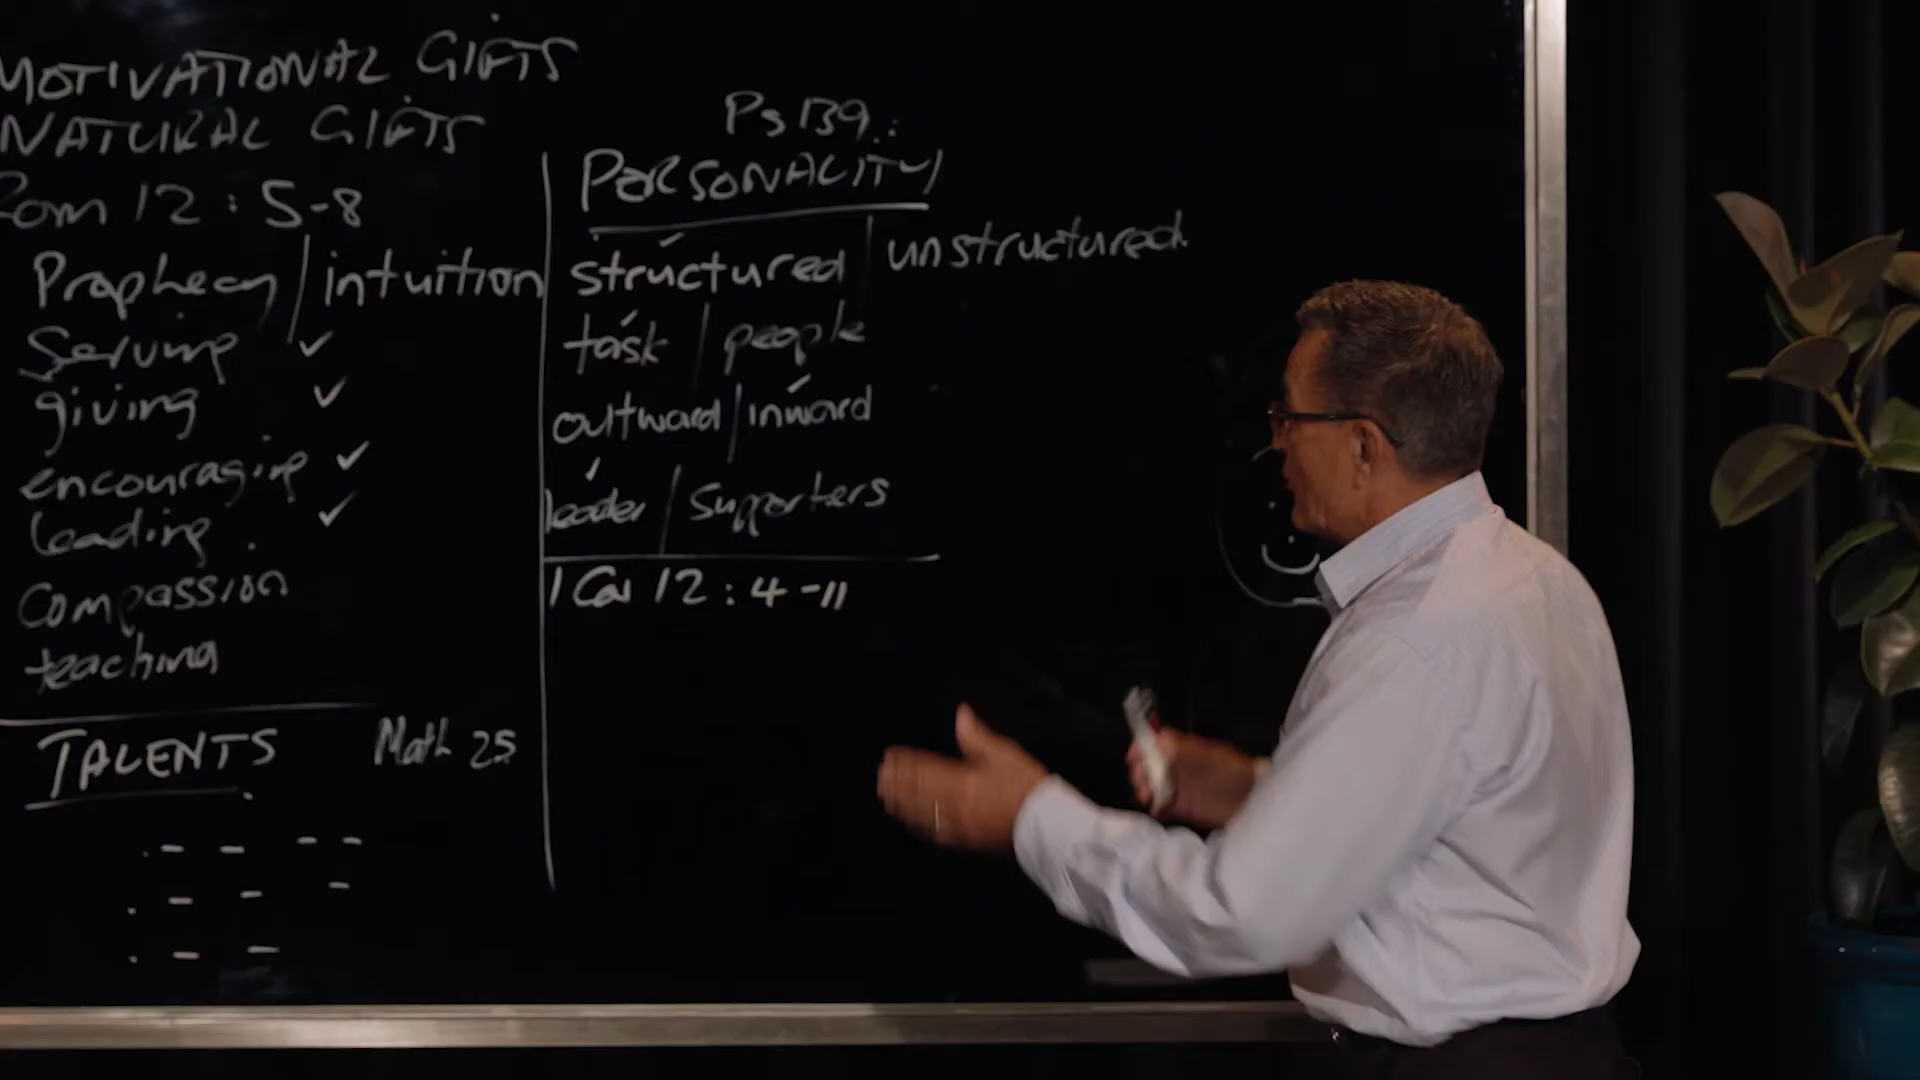 MOTIVATIONAL GIFTS
NATURAL GIFTS
Rom 12 : 5-8
Prophecy / intuition
Serving ✓
giving ✓
encouraging ✓
leading ✓
Compassion
teaching
TALENTS Math 25
Ps 139 :
PERSONALITY
structured | unstructured
task | people
outward / inward
leader / supporters
1 Cor 12 : 4 - 11